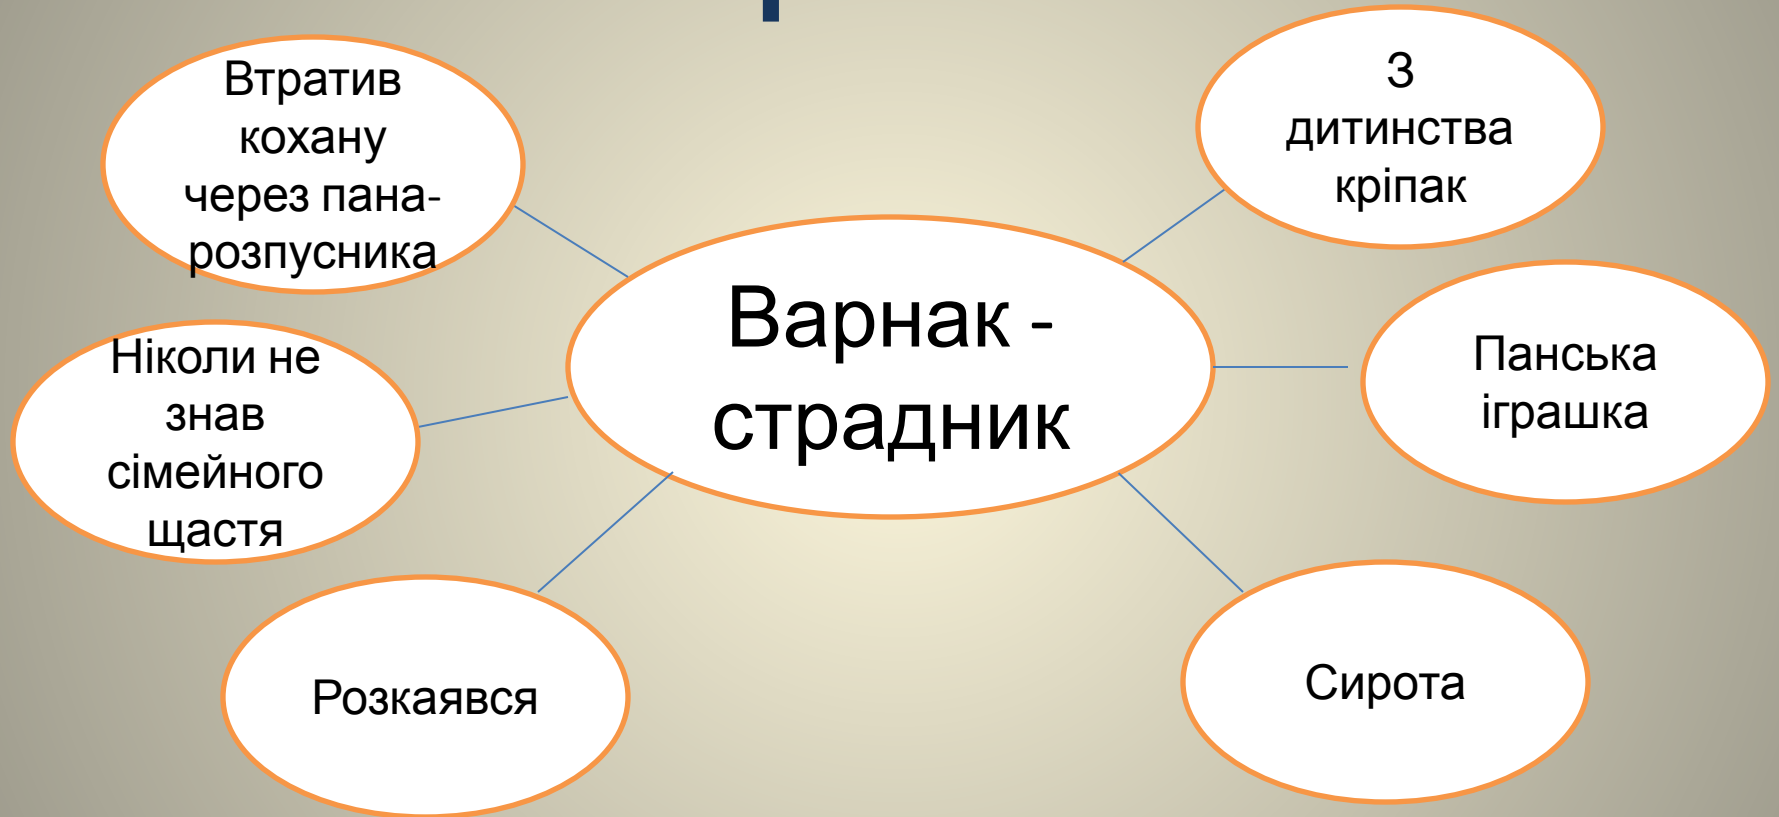 Втратив
кохану
через пана-
розпусника
З
дитинства
кріпак
Варнак -
страдник
Ніколи не
знав
сімейного
щастя
Панська
іграшка
Розкаявся
Сирота